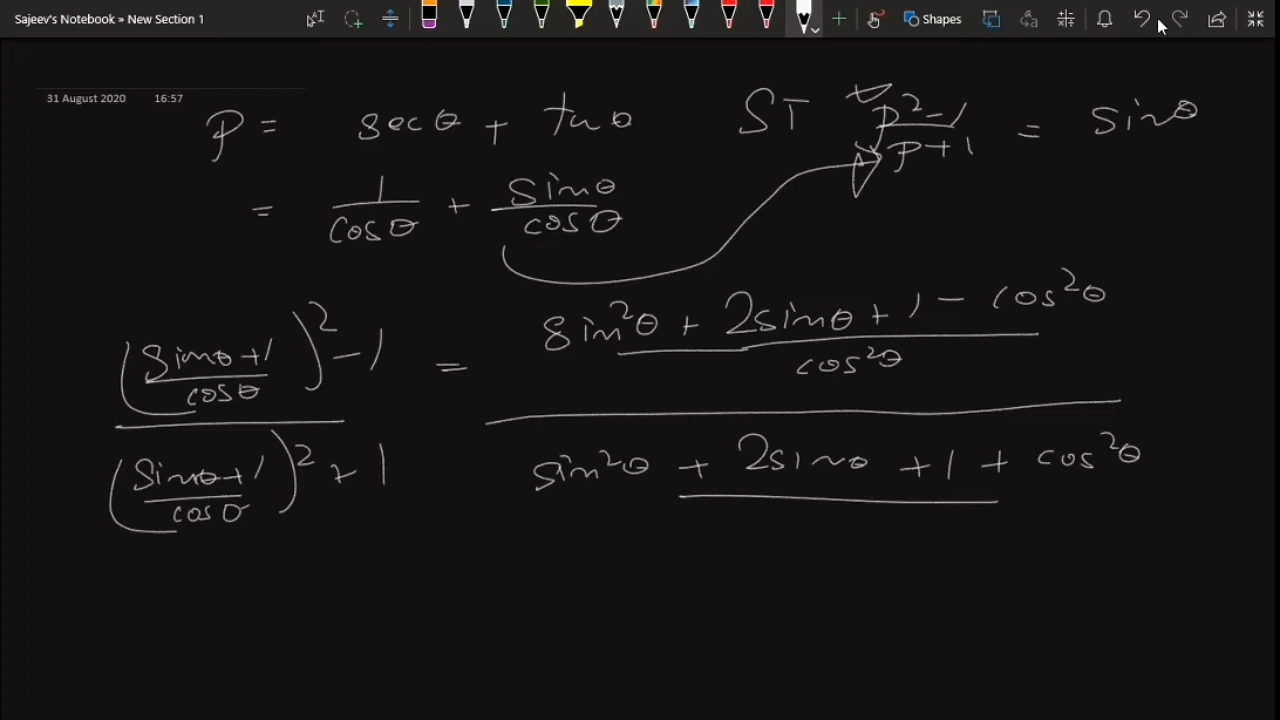 Sajeev's Notebook » New Section 1
Shapes
31 August 2020 16:57
P = secθ + tanθ ST (P² - 1)/(P + 1) = sinθ
= 1/cosθ + sinθ/cosθ
((sinθ+1)/cosθ)² - 1 = (sin²θ + 2sinθ + 1 - cos²θ)/cos²θ
((sinθ+1)/cosθ)² + 1 sin²θ + 2sinθ + 1 + cos²θ